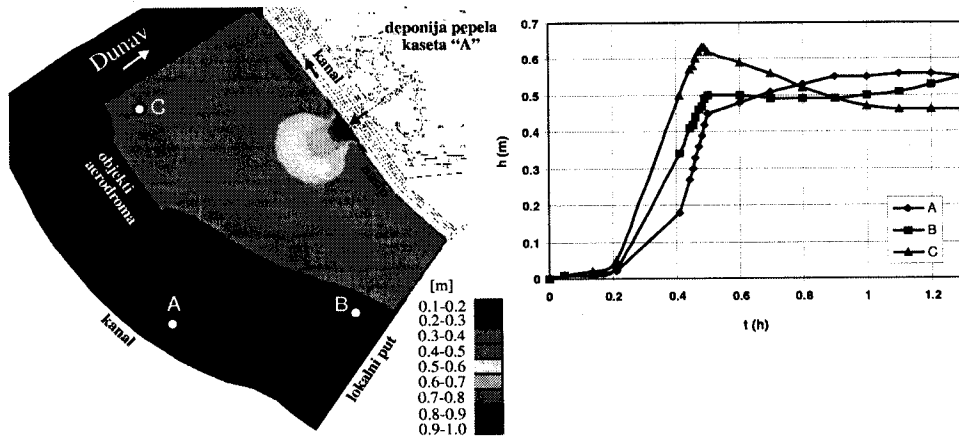 Dunav
C
objekti
aerodroma
kanal
deponija pepela
kaseta "A"
A
B
kanal
lokalni put
[m]
0.1-0.2
0.2-0.3
0.3-0.4
0.4-0.5
0.5-0.6
0.6-0.7
0.7-0.8
0.8-0.9
0.9-1.0
h (m)
0.7
0.6
0.5
0.4
0.3
0.2
0.1
0
0 0.2 0.4 0.6 0.8 1 1.2
t (h)
A
B
C